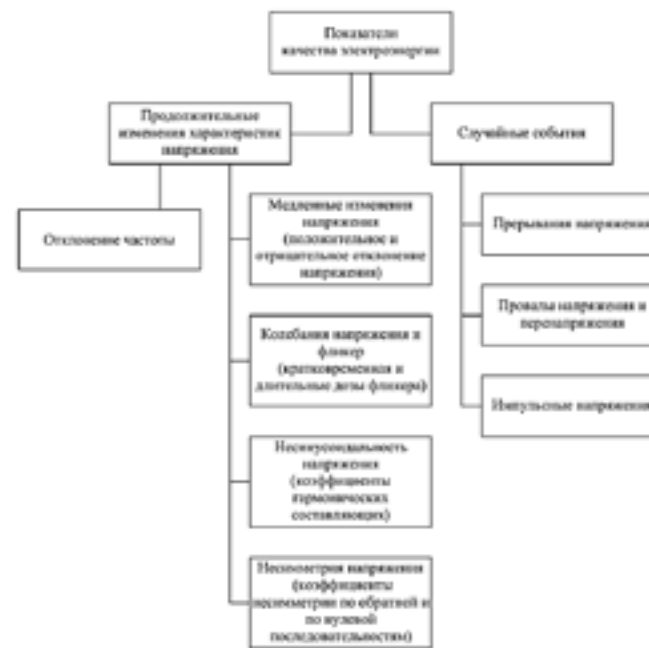 Показатели
качества электроэнергии
Продолжительные
изменения характеристик
напряжения
Случайные события
Отклонение частоты
Медленные изменения
напряжения
(положительное и
отрицательное отклонение
напряжения)
Колебания напряжения и
фликер
(кратковременная и
длительные дозы фликера)
Несинусоидальность
напряжения
(коэффициенты
гармонических
составляющих)
Несимметрия напряжения
(коэффициенты
несимметрии по обратной и
по нулевой
последовательностям)
Прерывания напряжения
Провалы напряжения и
перенапряжения
Импульсные напряжения